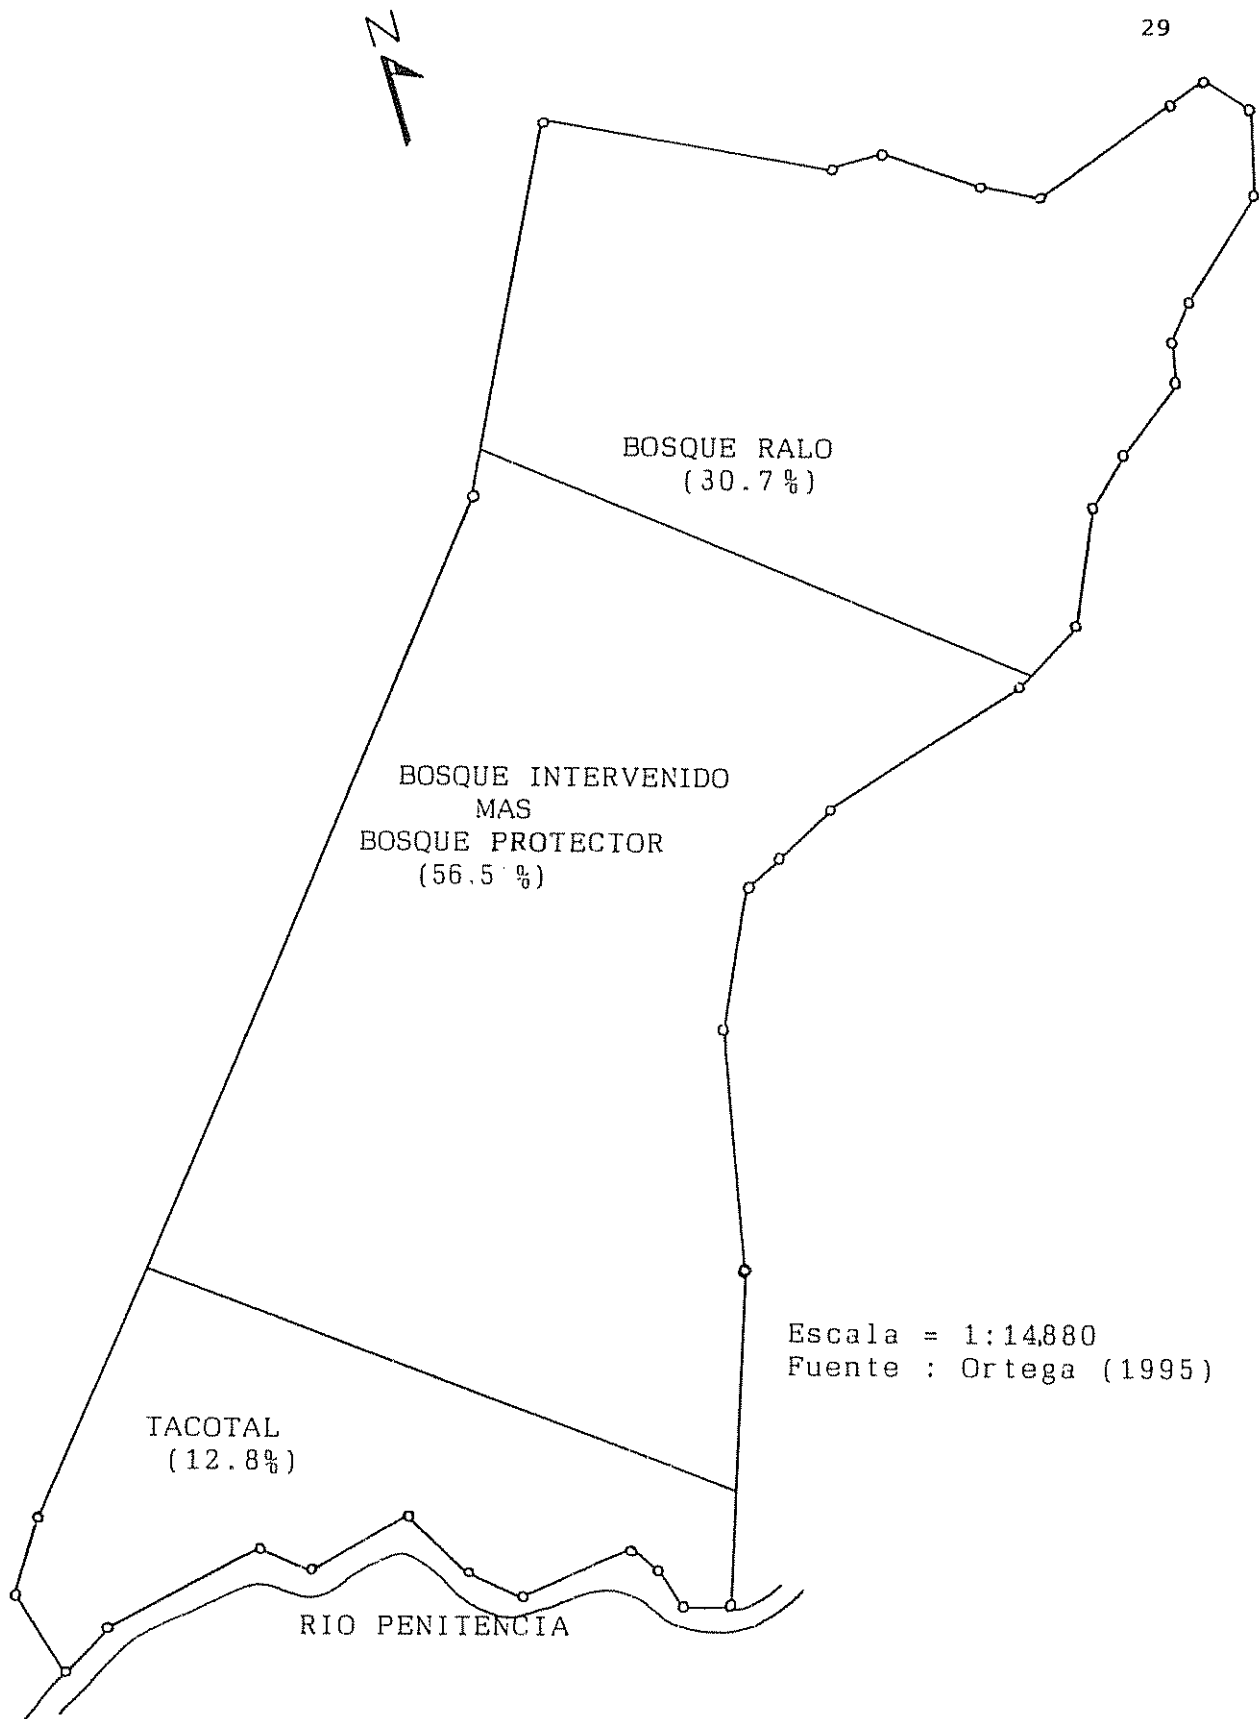 29
N
BOSQUE RALO
(30.7%)
BOSQUE INTERVENIDO
MAS
BOSQUE PROTECTOR
(56.5 %)
Escala = 1:14,880
Fuente : Ortega (1995)
TACOTAL
(12.8%)
RIO PENITENCIA